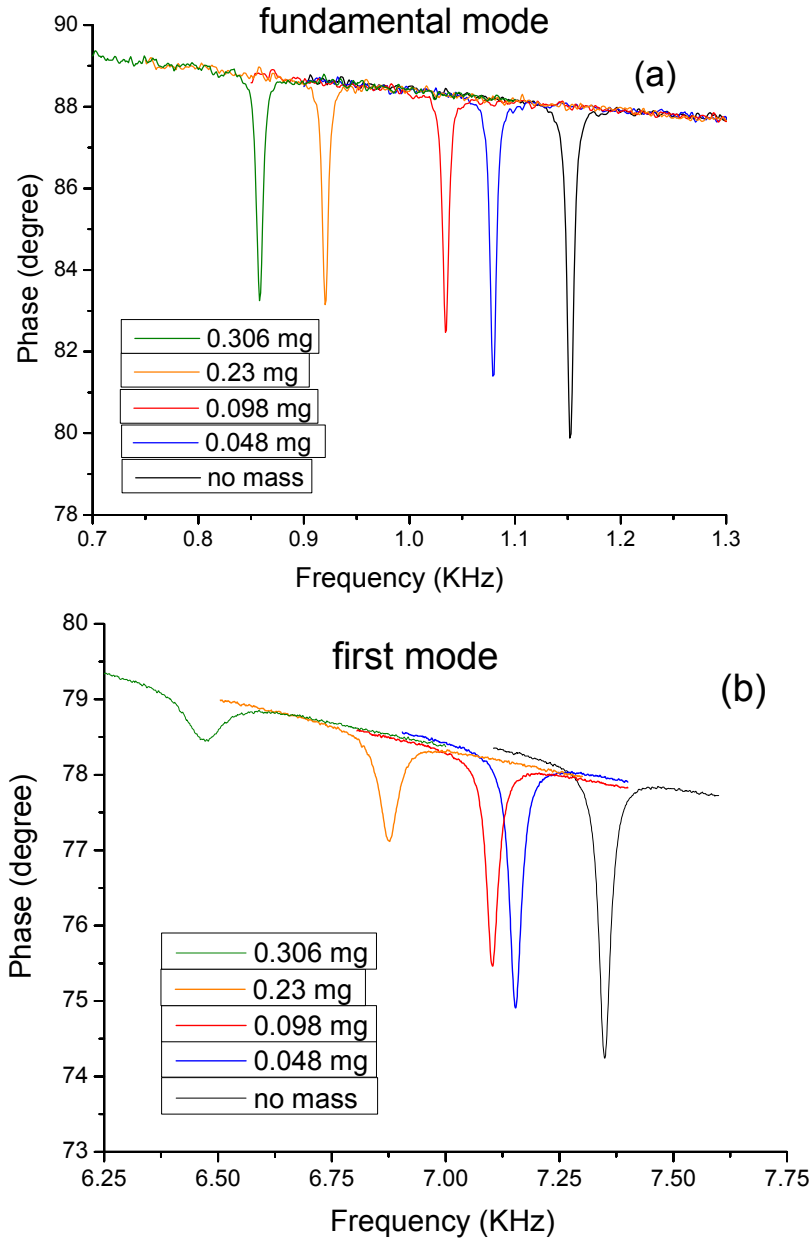 fundamental mode
(a)
90
88
86
84
82
80
78
Phase (degree)
0.306 mg
0.23 mg
0.098 mg
0.048 mg
no mass
0.7 0.8 0.9 1.0 1.1 1.2 1.3
Frequency (KHz)
first mode
(b)
80
79
78
77
76
75
74
73
Phase (degree)
0.306 mg
0.23 mg
0.098 mg
0.048 mg
no mass
6.25 6.50 6.75 7.00 7.25 7.50 7.75
Frequency (KHz)